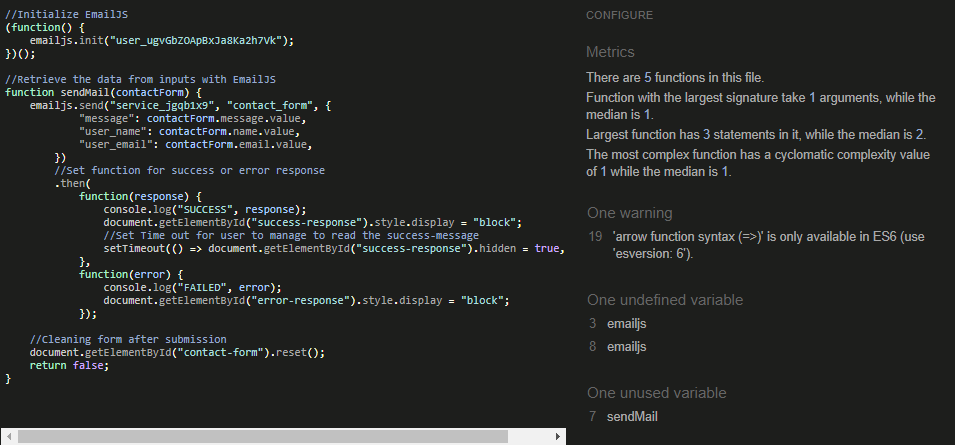 //Initialize EmailJS
(function() {
    emailjs.init("user_ugvGbZOApBxJa8Ka2h7Vk");
})();
//Retrieve the data from inputs with EmailJS
function sendMail(contactForm) {
    emailjs.send("service_jgqb1x9", "contact_form", {
            "message": contactForm.message.value,
            "user_name": contactForm.name.value,
            "user_email": contactForm.email.value,
        })
        //Set function for success or error response
        .then(
            function(response) {
                console.log("SUCCESS", response);
                document.getElementById("success-response").style.display = "block";
                //Set Time out for user to manage to read the success-message
                setTimeout(() => document.getElementById("success-response").hidden = true,
            },
            function(error) {
                console.log("FAILED", error);
                document.getElementById("error-response").style.display = "block";
            });
    //Cleaning form after submission
    document.getElementById("contact-form").reset();
    return false;
}
CONFIGURE
Metrics
There are 5 functions in this file.
Function with the largest signature take 1 arguments, while the
median is 1.
Largest function has 3 statements in it, while the median is 2.
The most complex function has a cyclomatic complexity value
of 1 while the median is 1.
One warning
19 'arrow function syntax (=>)' is only available in ES6 (use
'esversion: 6').
One undefined variable
3 emailjs
8 emailjs
One unused variable
7 sendMail